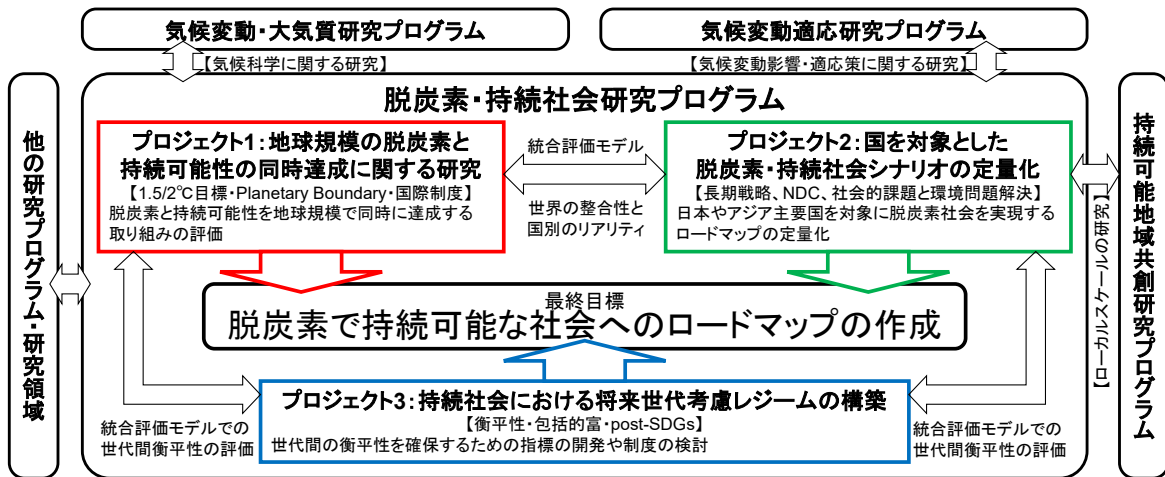 気候変動・大気質研究プログラム
気候変動適応研究プログラム
【気候科学に関する研究】
【気候変動影響・適応策に関する研究】
他の研究プログラム・研究領域
脱炭素・持続社会研究プログラム
プロジェクト1:地球規模の脱炭素と
持続可能性の同時達成に関する研究
【1.5/2℃目標・Planetary Boundary・国際制度】
脱炭素と持続可能性を地球規模で同時に達成する
取り組みの評価
統合評価モデル
世界の整合性と
国別のリアリティ
プロジェクト2:国を対象とした
脱炭素・持続社会シナリオの定量化
【長期戦略、NDC、社会的課題と環境問題解決】
日本やアジア主要国を対象に脱炭素社会を実現する
ロードマップの定量化
最終目標
脱炭素で持続可能な社会へのロードマップの作成
プロジェクト3:持続社会における将来世代考慮レジームの構築
【衡平性・包括的富・post-SDGs】
世代間の衡平性を確保するための指標の開発や制度の検討
統合評価モデルでの
世代間衡平性の評価
統合評価モデルでの
世代間衡平性の評価
【ローカルスケールの研究】
持続可能地域共創研究プログラム